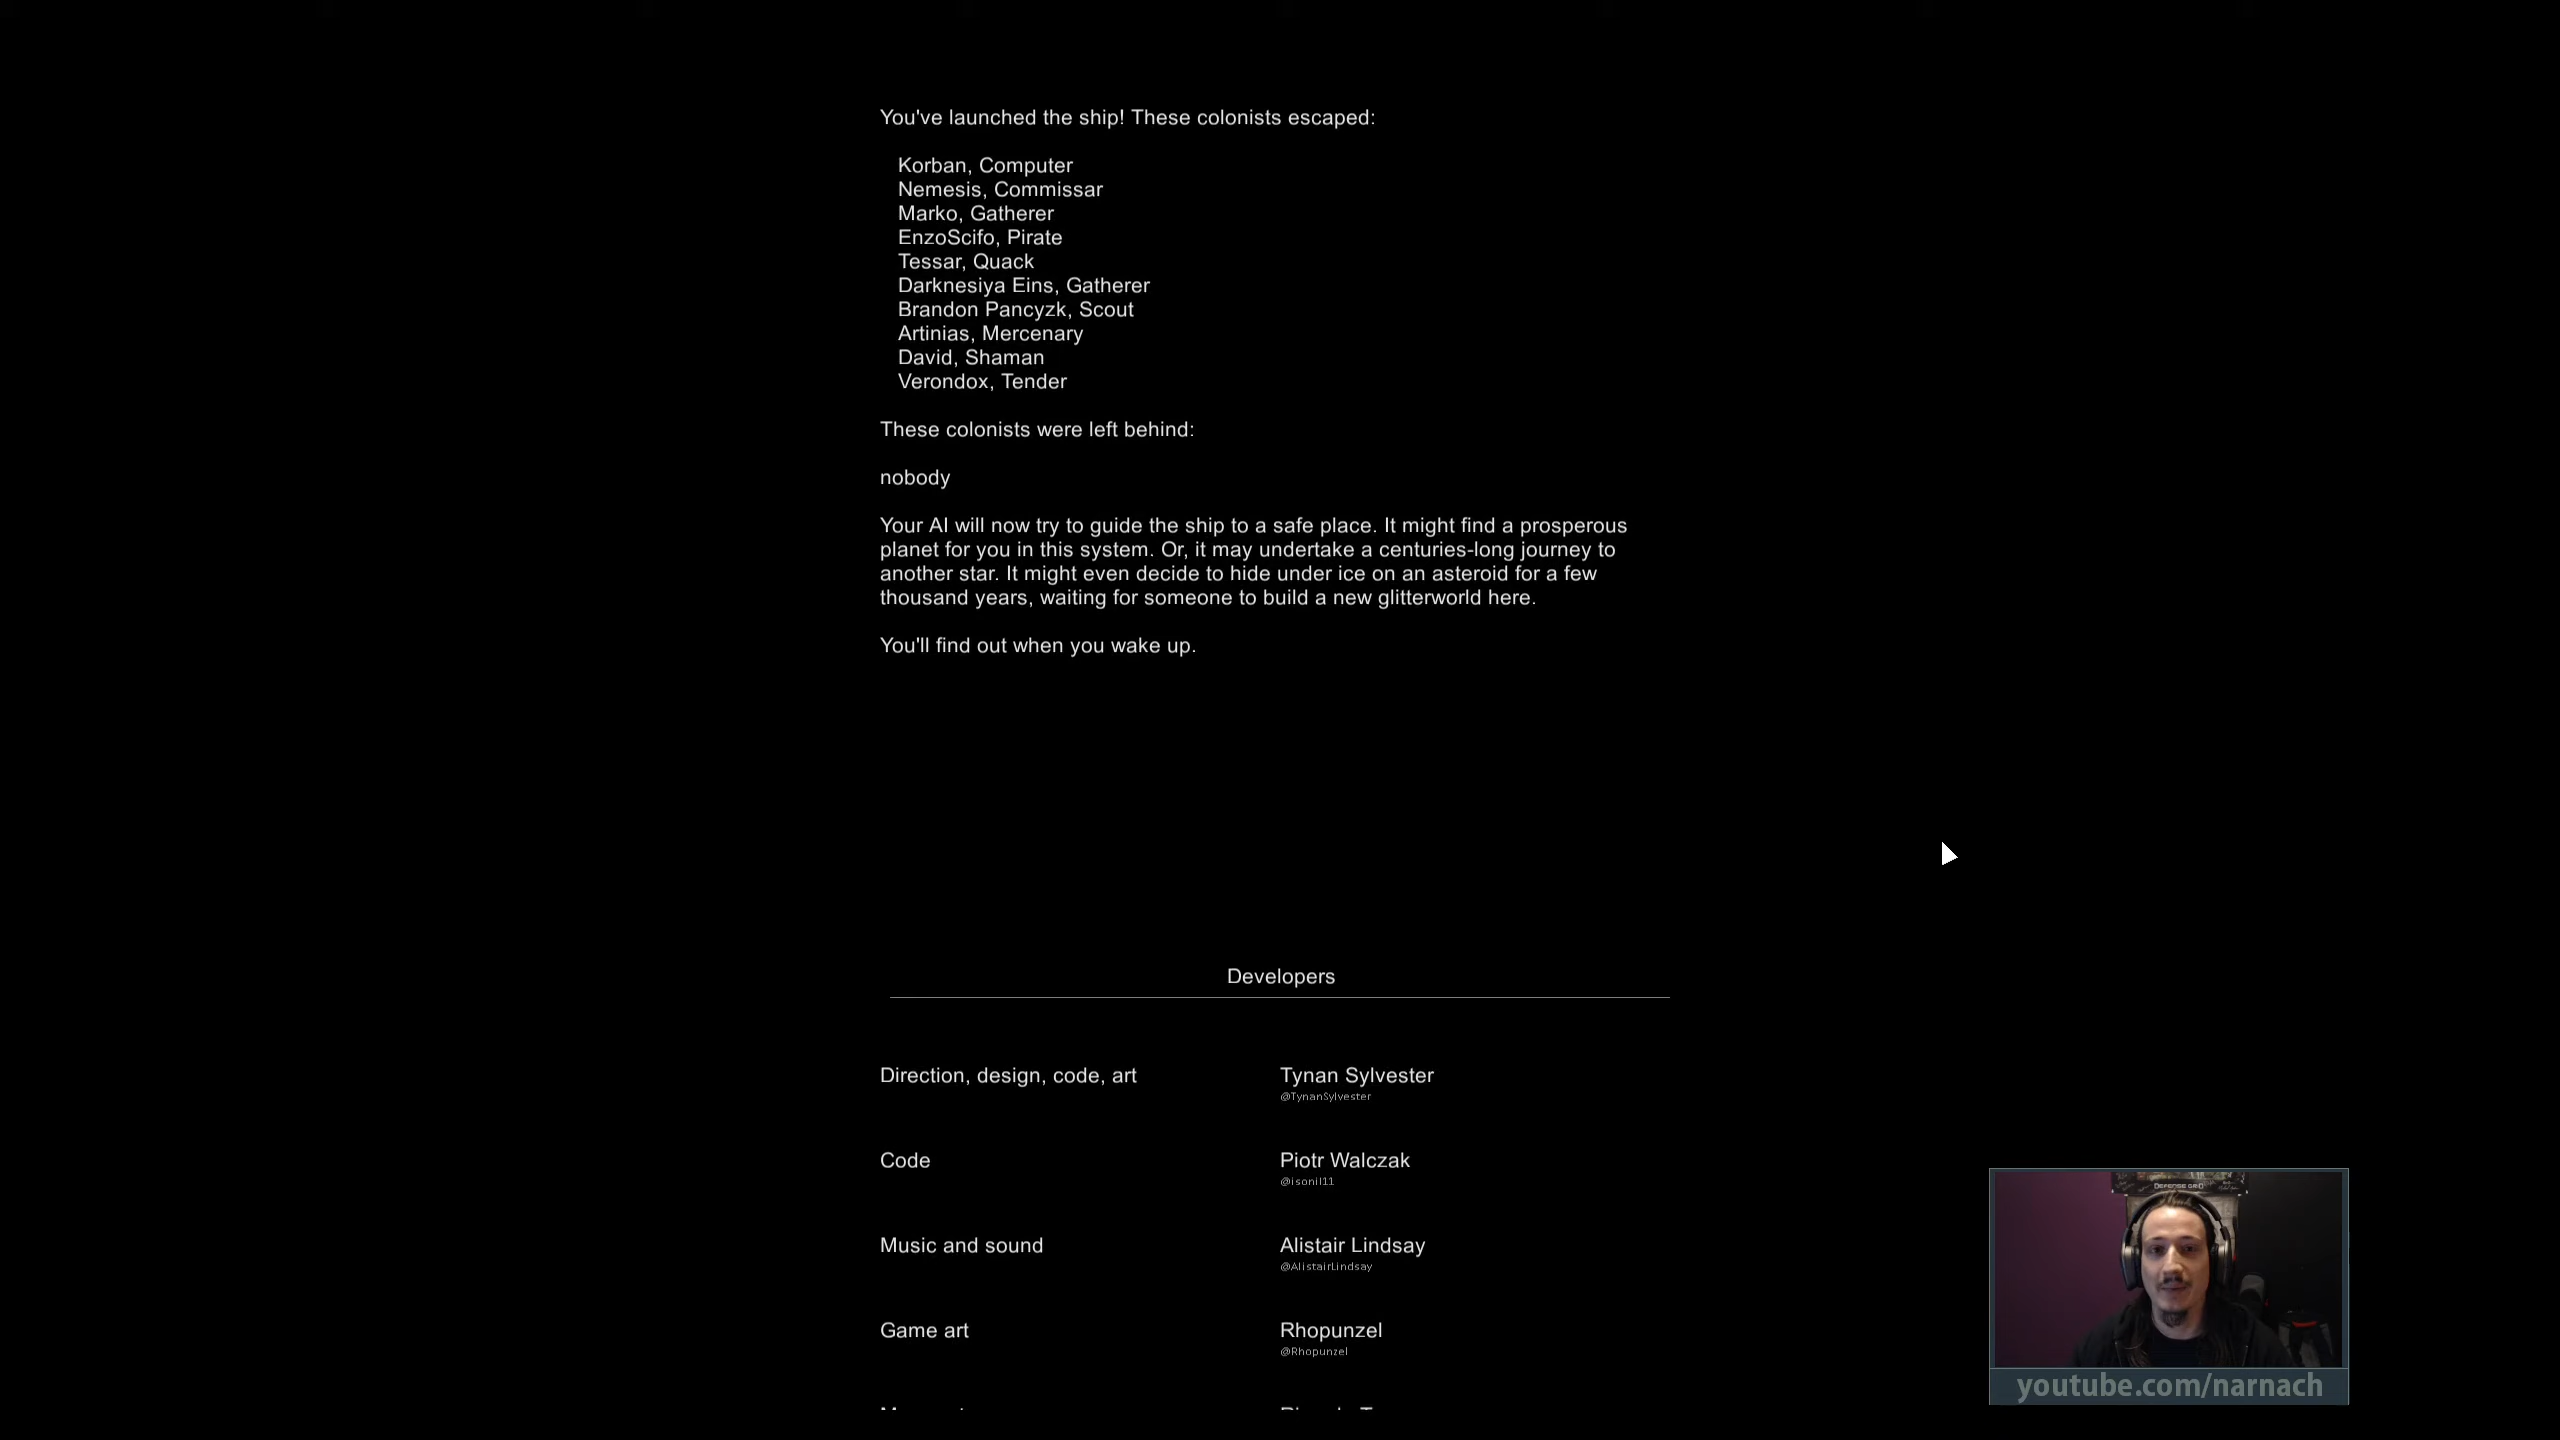 You've launched the ship! These colonists escaped:
Korban, Computer
Nemesis, Commissar
Marko, Gatherer
EnzoScifo, Pirate
Tessar, Quack
Darknesiya Eins, Gatherer
Brandon Pancyzk, Scout
Artinias, Mercenary
David, Shaman
Verondox, Tender
These colonists were left behind:
nobody
Your AI will now try to guide the ship to a safe place. It might find a prosperous
planet for you in this system. Or, it may undertake a centuries-long journey to
another star. It might even decide to hide under ice on an asteroid for a few
thousand years, waiting for someone to build a new glitterworld here.
You'll find out when you wake up.
Developers
Direction, design, code, art Tynan Sylvester
@TynanSylvester
Code Piotr Walczak
@isonil11
Music and sound Alistair Lindsay
@AlistairLindsay
Game art Rhopunzel
@Rhopunzel
DEFENSE GRID
youtube.com/narnach